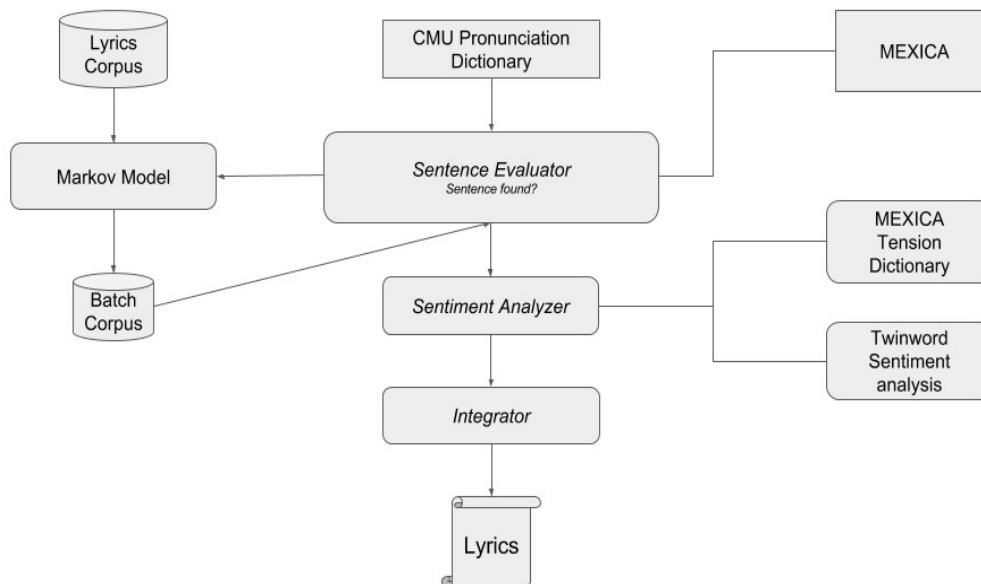 Lyrics
Corpus
CMU Pronunciation
Dictionary
MEXICA
Markov Model
Sentence Evaluator
Sentence found?
MEXICA
Tension
Dictionary
Batch
Corpus
Sentiment Analyzer
Twinword
Sentiment
analysis
Integrator
Lyrics